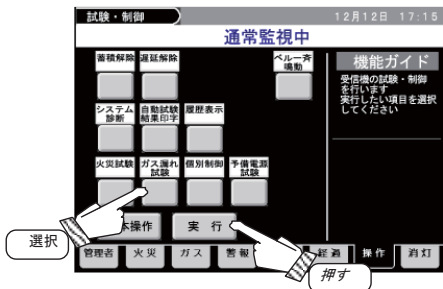 試験・制御
12月12日 17:15
通常監視中
蓄積解除 遅延解除 ベル一斉
鳴動
機能ガイド
受信機の試験・制御
を行います
実行したい項目を選択
してください
システム
診断
自動試験
結果印字
履歴表示
火災試験 ガス漏れ
試験
個別制御 予備電源
試験
本操作 実行
選択
管理者 火災 ガス 警報 経過 操作 消灯
押す